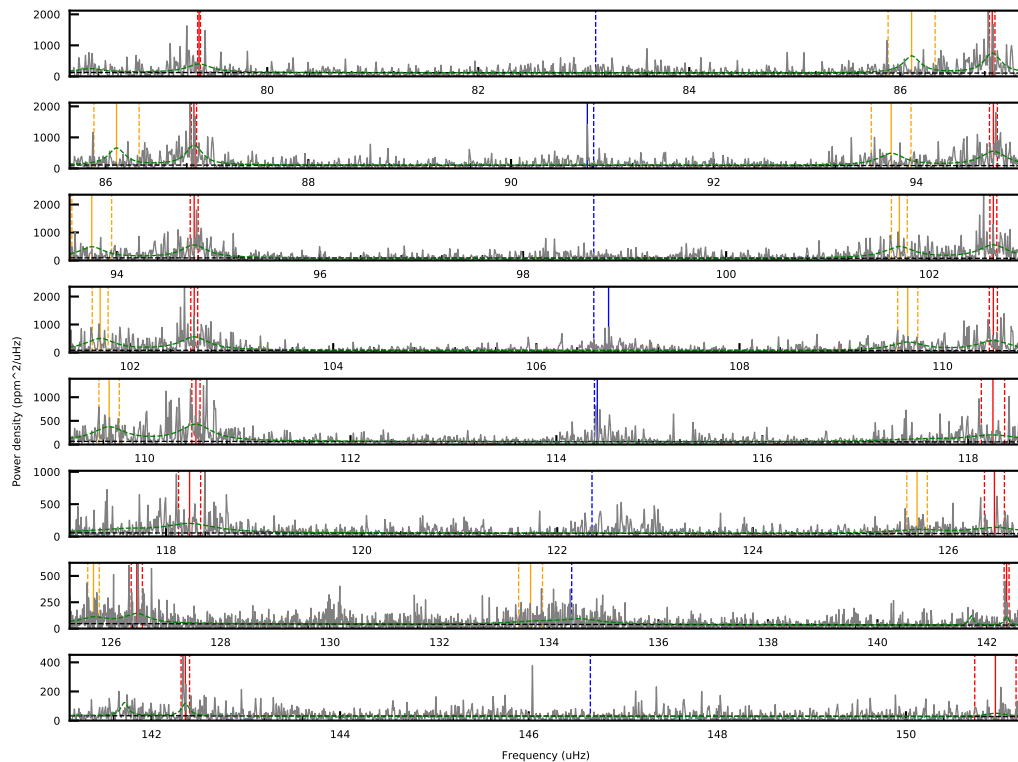 2000
1000
0
80 82 84 86
2000
1000
0
86 88 90 92 94
2000
1000
0
94 96 98 100 102
2000
1000
0
102 104 106 108 110
1000
500
0
110 112 114 116 118
Power density (ppm^2/uHz)
1000
500
0
118 120 122 124 126
500
250
0
126 128 130 132 134 136 138 140 142
400
200
0
142 144 146 148 150
Frequency (uHz)